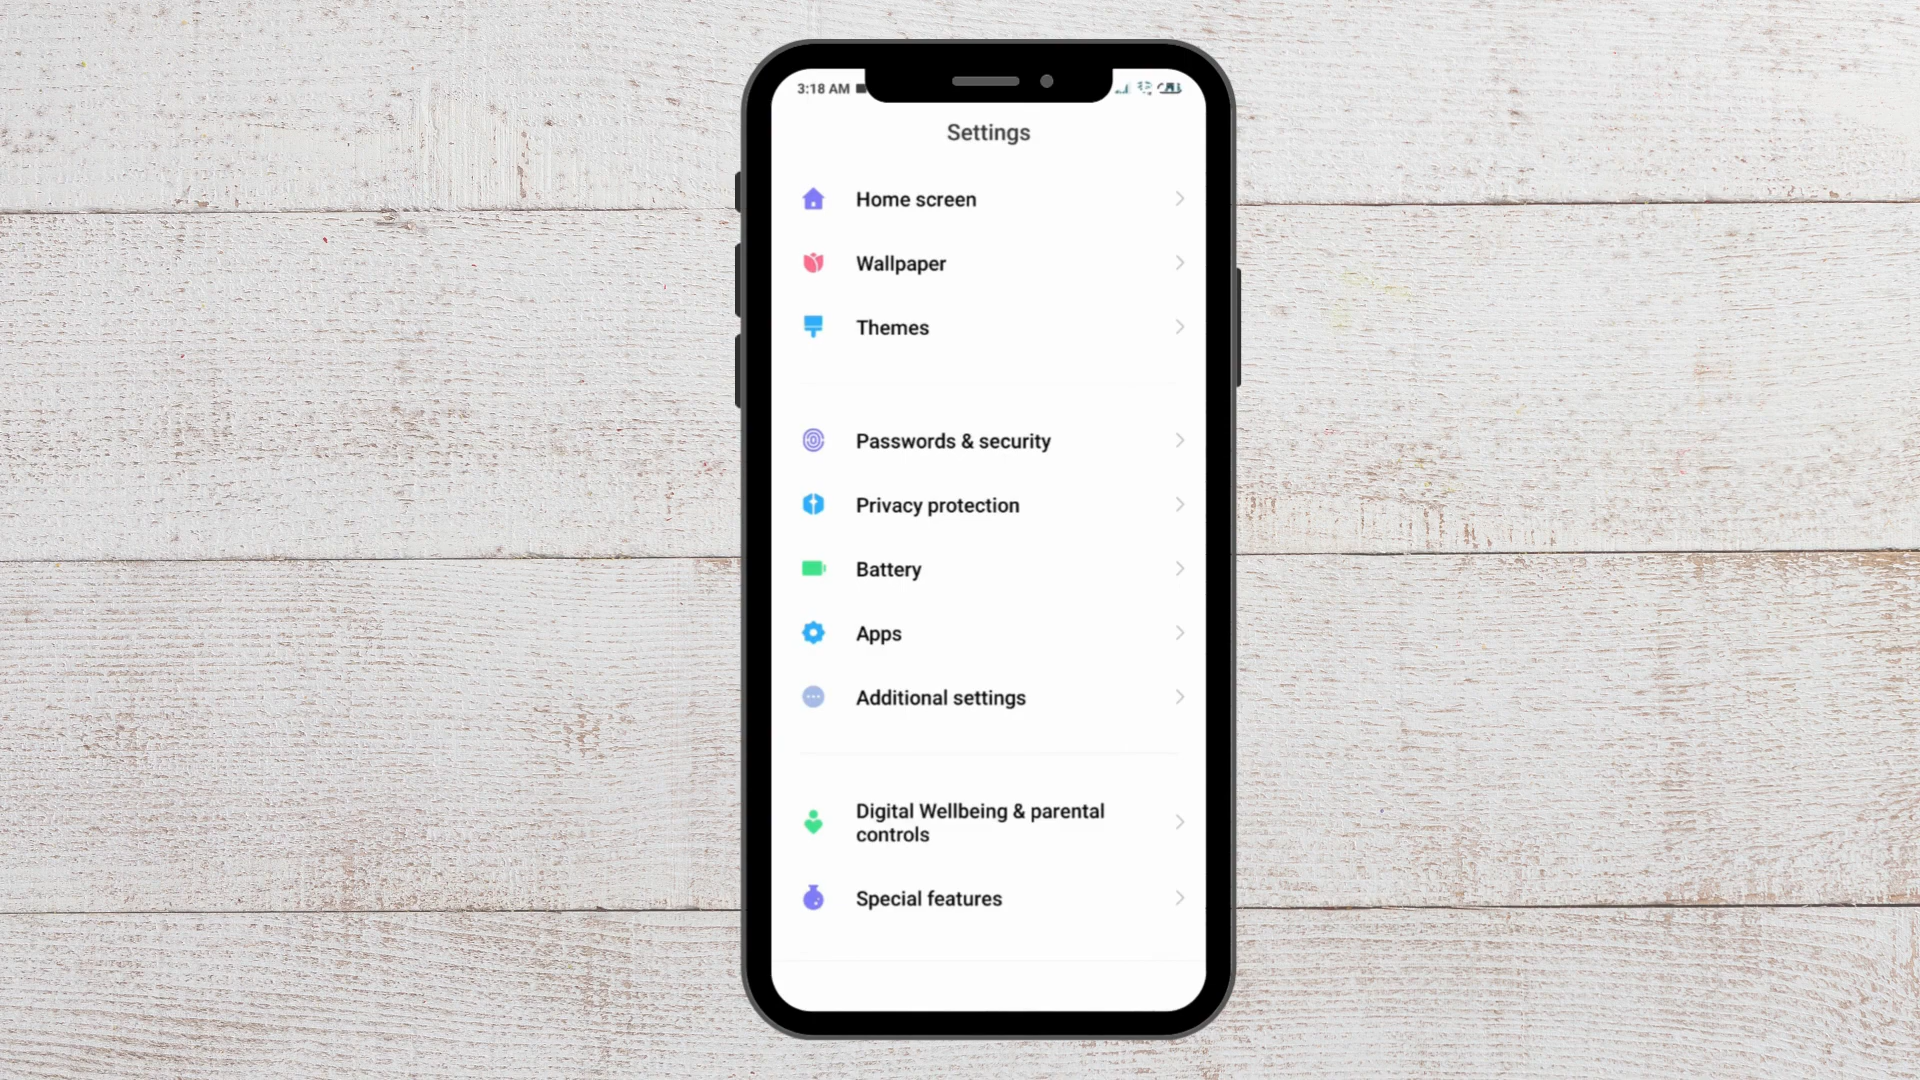 3:18 AM
Settings
Home screen
Wallpaper
Themes
Passwords & security
Privacy protection
Battery
Apps
Additional settings
Digital Wellbeing & parental
controls
Special features